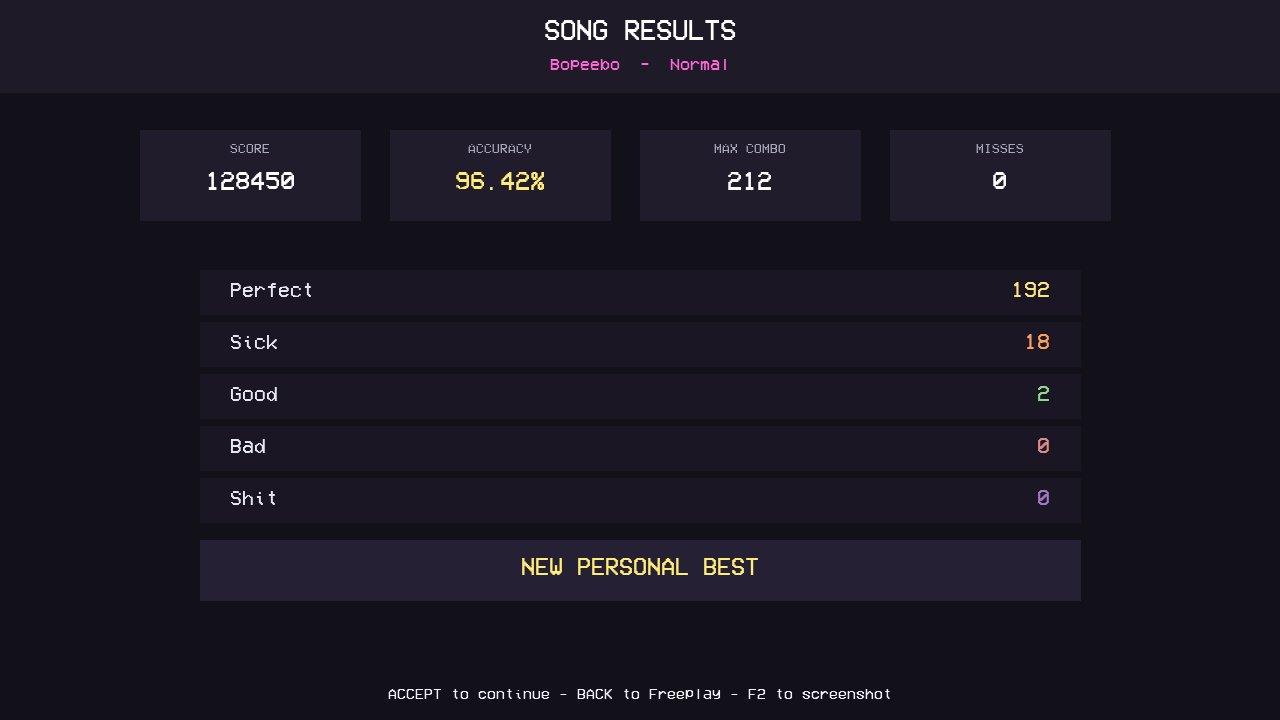 SONG RESULTS
Bopeebo - Normal
SCORE
128450
ACCURACY
96.42%
MAX COMBO
212
MISSES
0
Perfect 192
Sick 18
Good 2
Bad 0
Shit 0
NEW PERSONAL BEST
ACCEPT to continue - BACK to Freeplay - F2 to screenshot